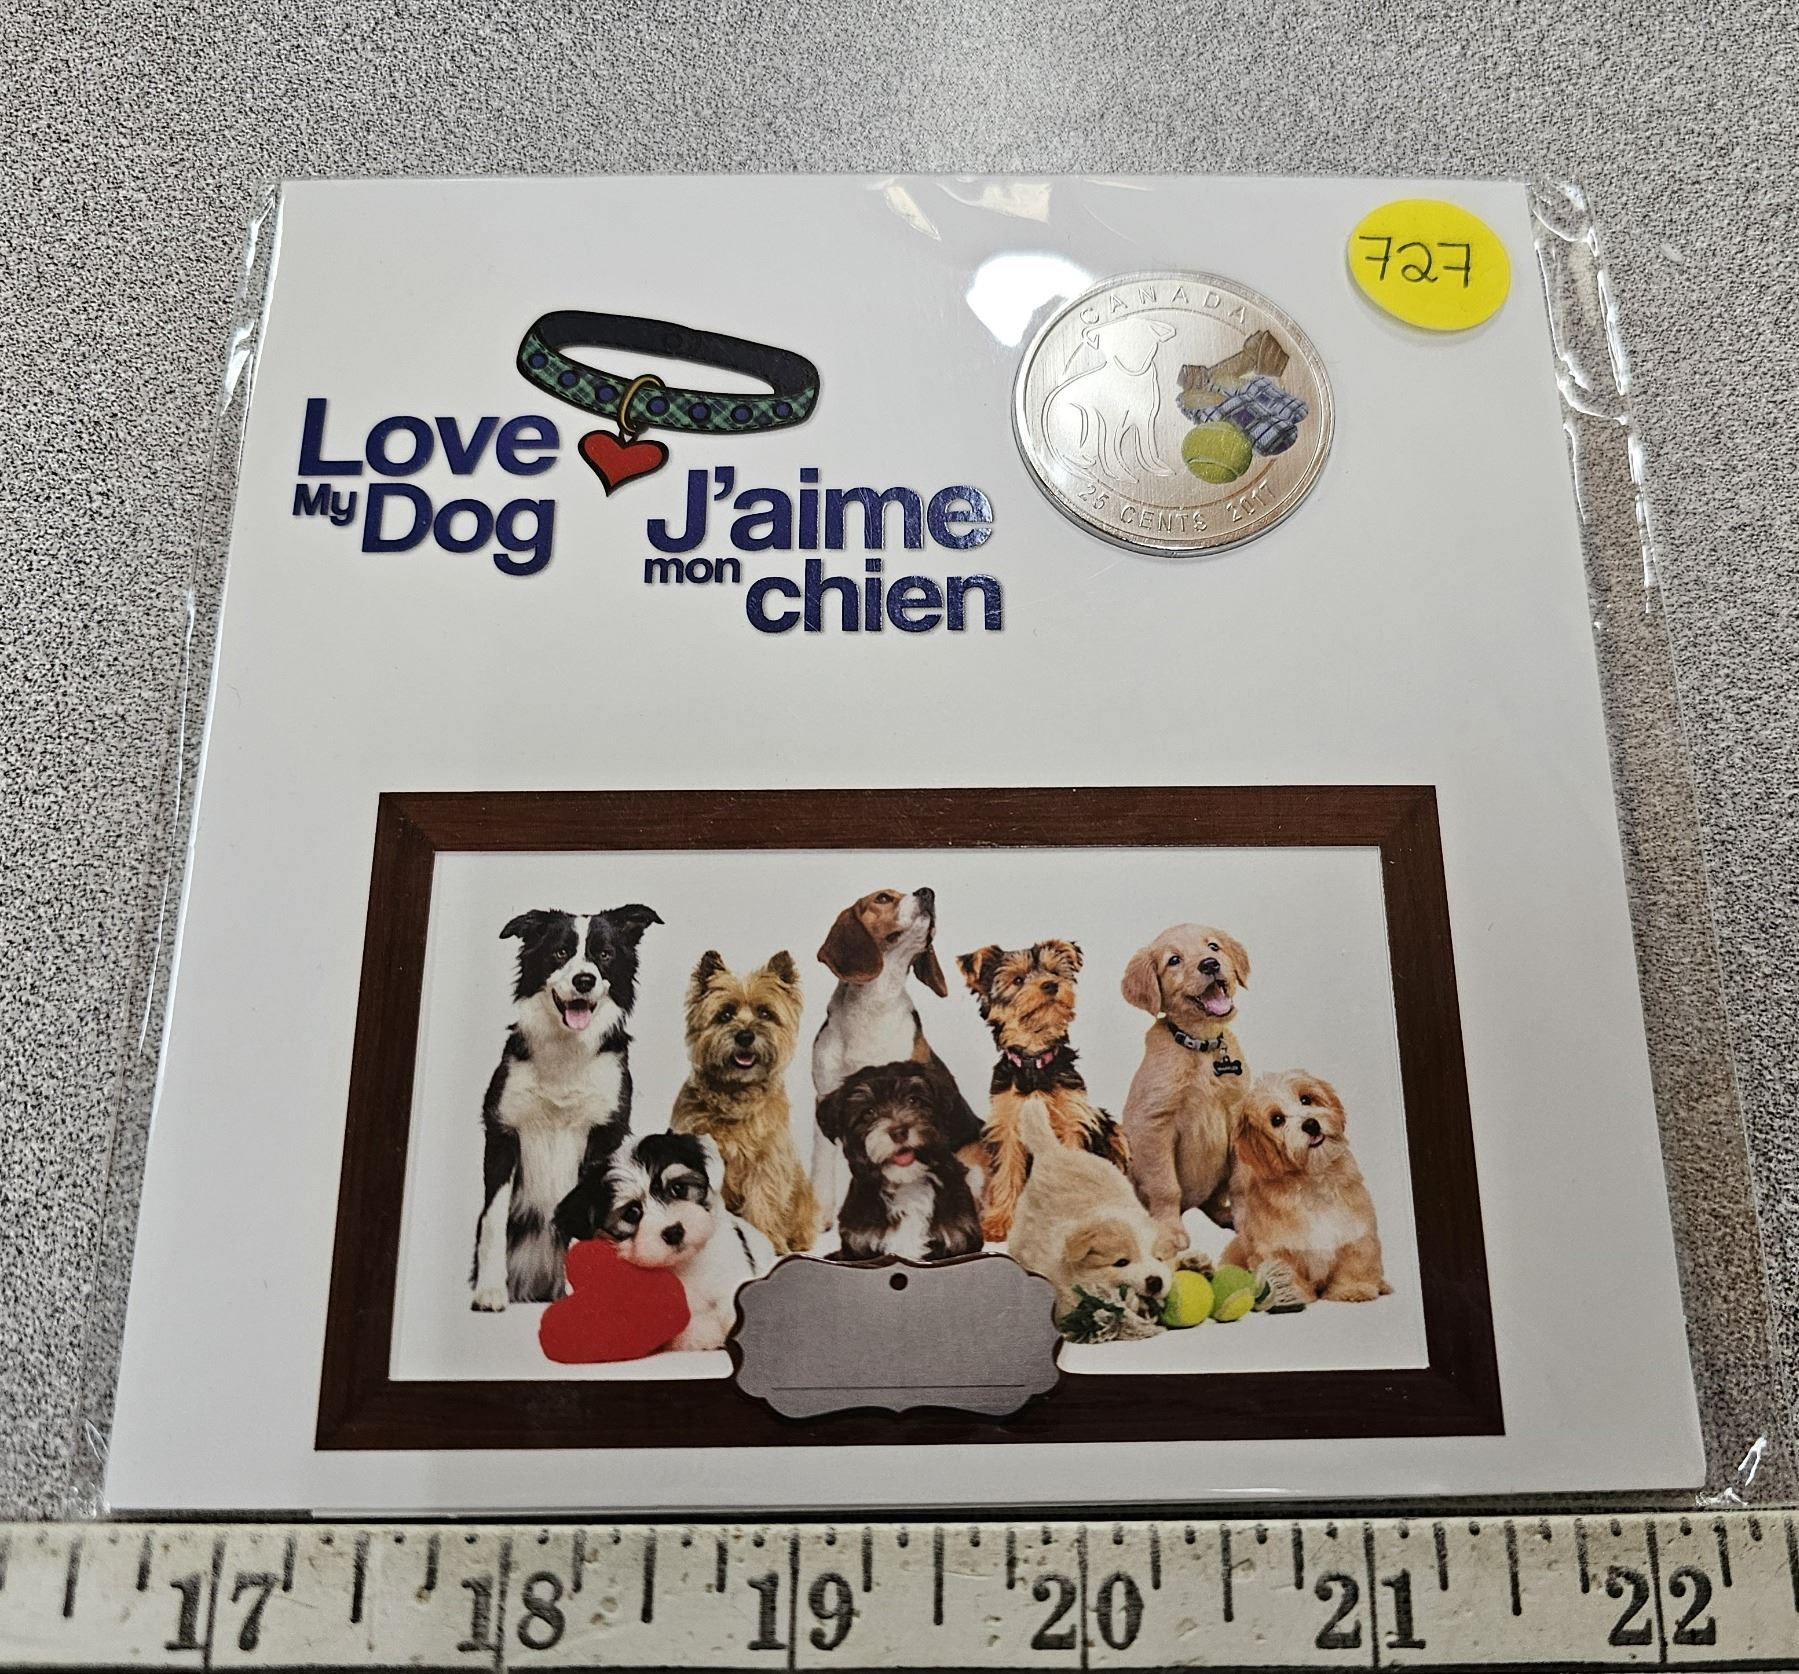 727
CANADA
25 CENTS 2017
Love
My Dog
J'aime
mon chien
17 18 19 20 21 22